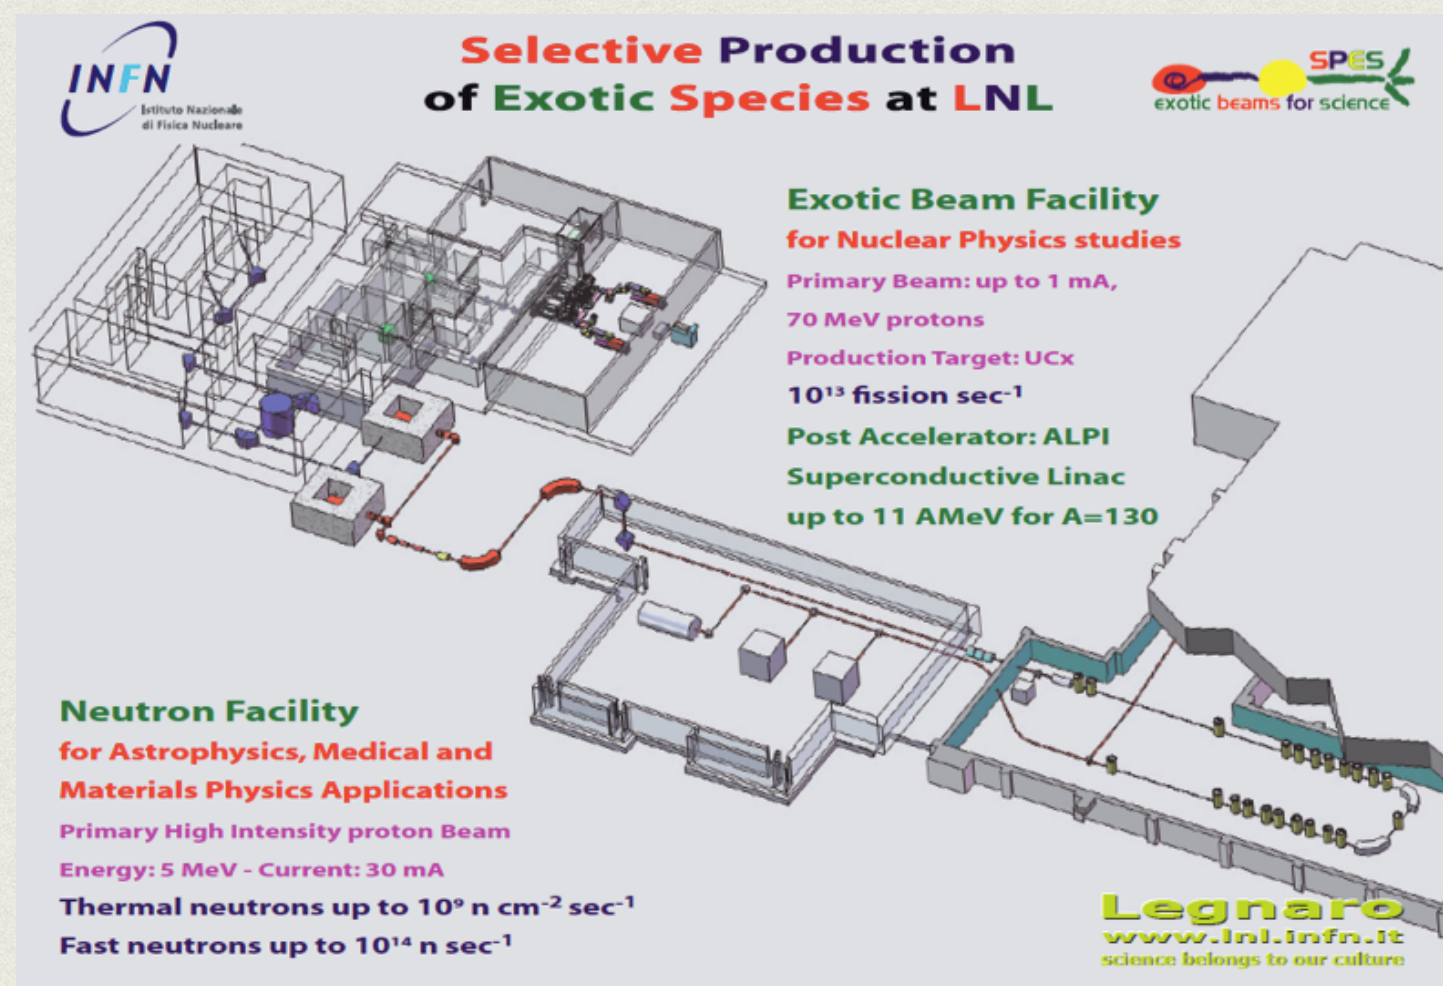 INFN
Istituto Nazionale
di Fisica Nucleare
Selective Production
of Exotic Species at LNL
SPES
exotic beams for science
Exotic Beam Facility
for Nuclear Physics studies
Primary Beam: up to 1 mA,
70 MeV protons
Production Target: UCx
10¹³ fission sec⁻¹
Post Accelerator: ALPI
Superconductive Linac
up to 11 AMeV for A=130
Neutron Facility
for Astrophysics, Medical and
Materials Physics Applications
Primary High Intensity proton Beam
Energy: 5 MeV - Current: 30 mA
Thermal neutrons up to 10⁹ n cm⁻² sec⁻¹
Fast neutrons up to 10¹⁴ n sec⁻¹
Legnaro
www.lnl.infn.it
science belongs to our culture